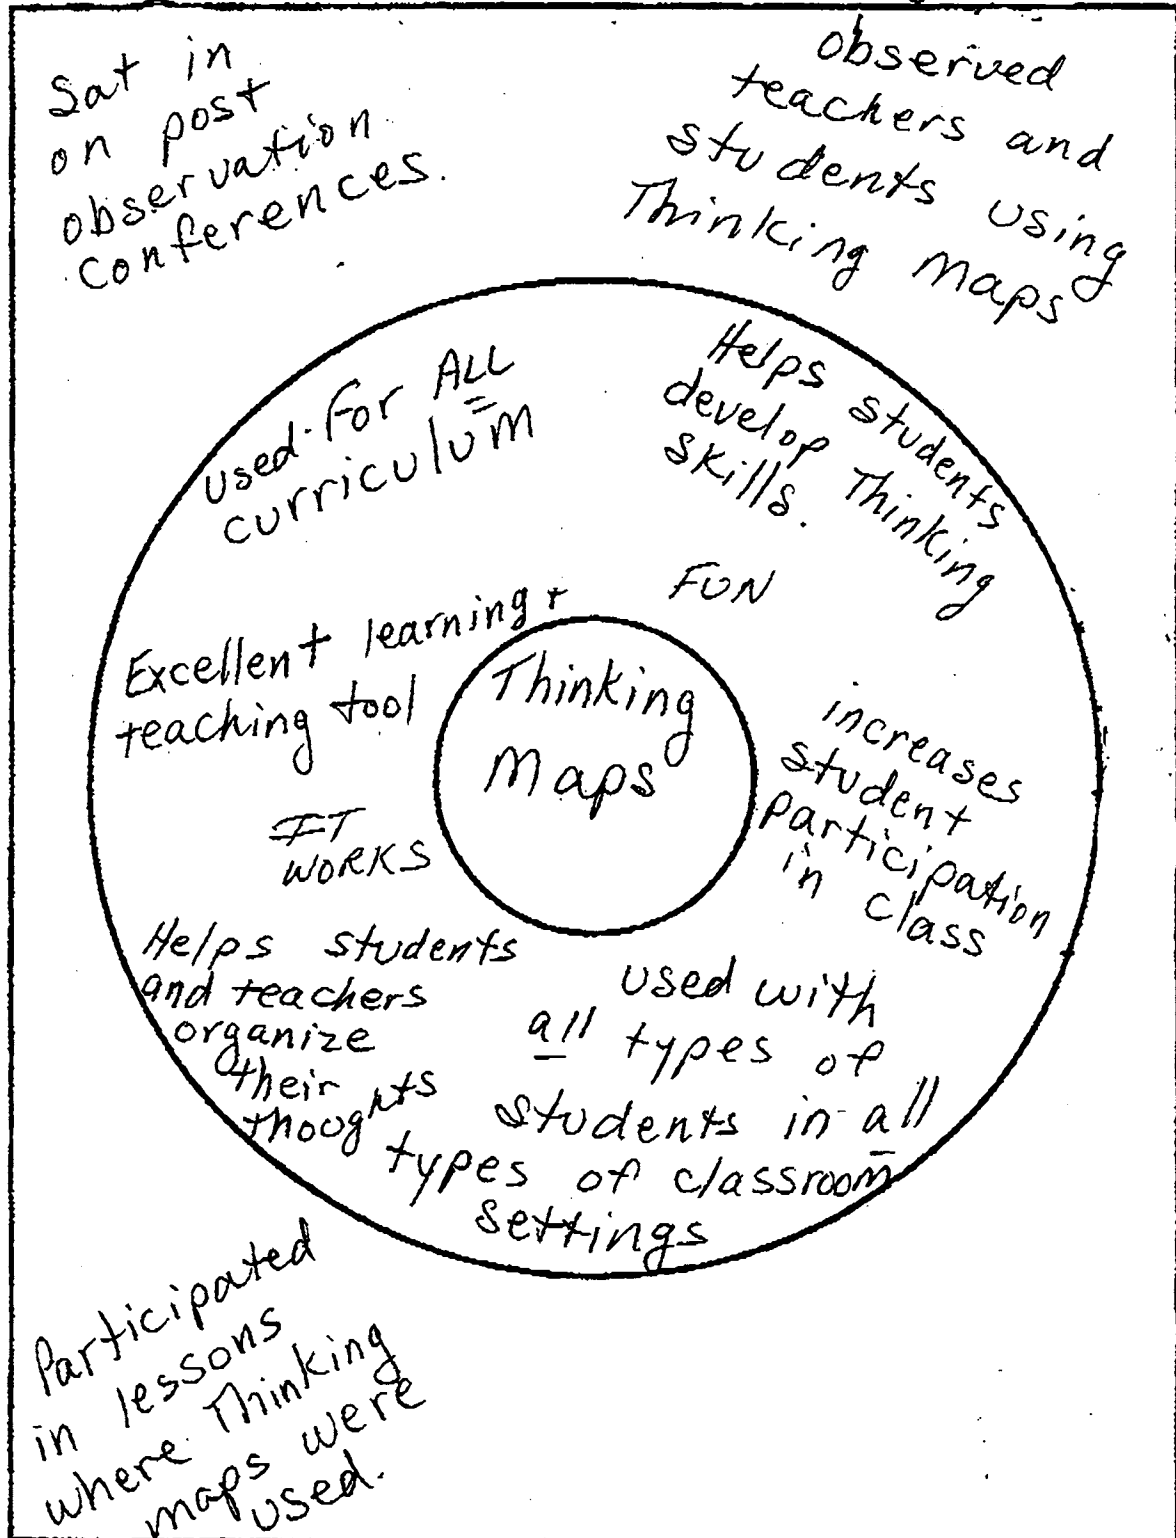 Sat in
on post
observation
conferences.
observed
teachers and
students using
Thinking Maps
used for ALL
curriculum
Helps students
develop Thinking
skills.
FUN
Excellent learning +
teaching tool
Thinking
Maps
increases
student
participation
in class
IT
WORKS
Helps students
and teachers
organize
their
thoughts
used with
all types of
students in all
types of classroom
settings
Participated
in lessons
where Thinking
maps were
used.